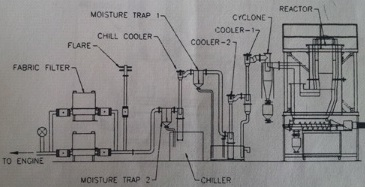 MOISTURE TRAP 1
CYCLONE
REACTOR
FLARE
CHILL COOLER
COOLER-1
COOLER-2
FABRIC FILTER
TO ENGINE
MOISTURE TRAP 2
CHILLER